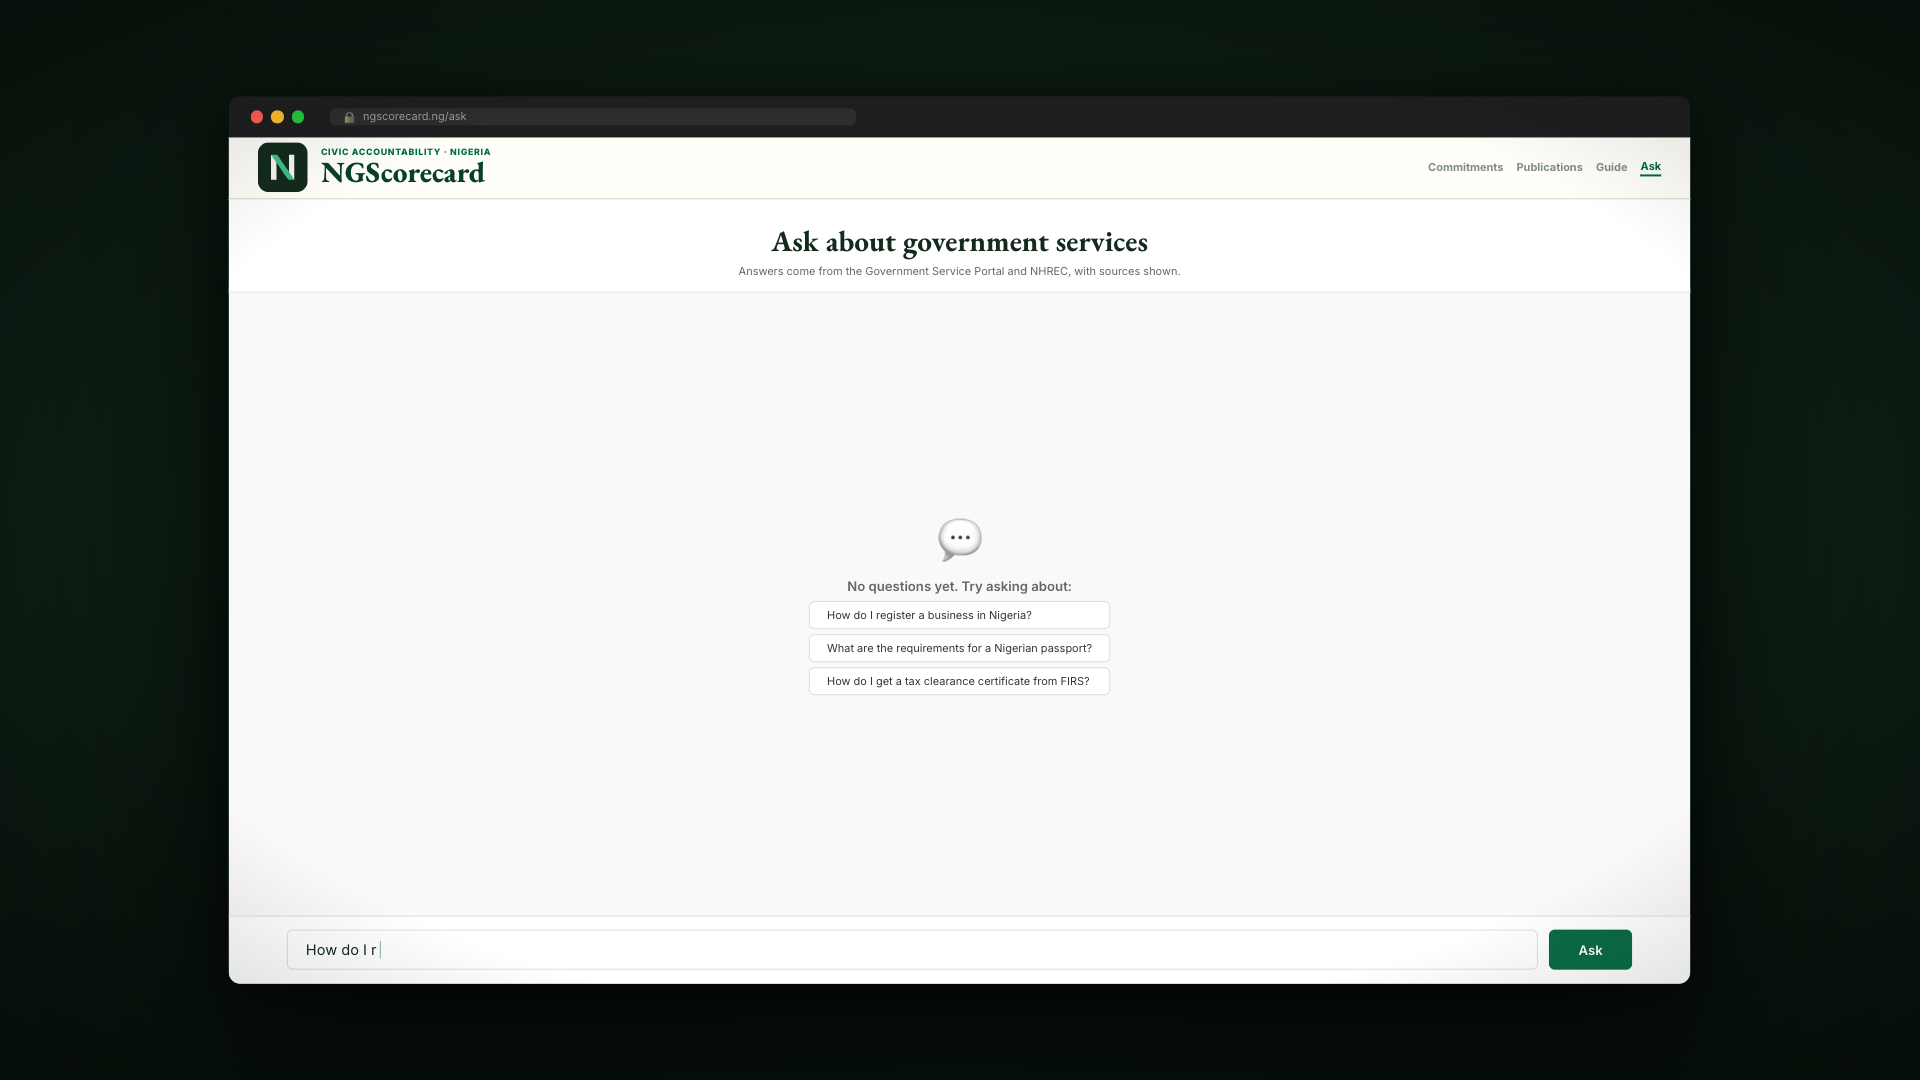 ngscorecard.ng/ask
N
CIVIC ACCOUNTABILITY · NIGERIA
NGScorecard
Commitments Publications Guide Ask
Ask about government services
Answers come from the Government Service Portal and NHREC, with sources shown.
No questions yet. Try asking about:
How do I register a business in Nigeria?
What are the requirements for a Nigerian passport?
How do I get a tax clearance certificate from FIRS?
How do I r
Ask